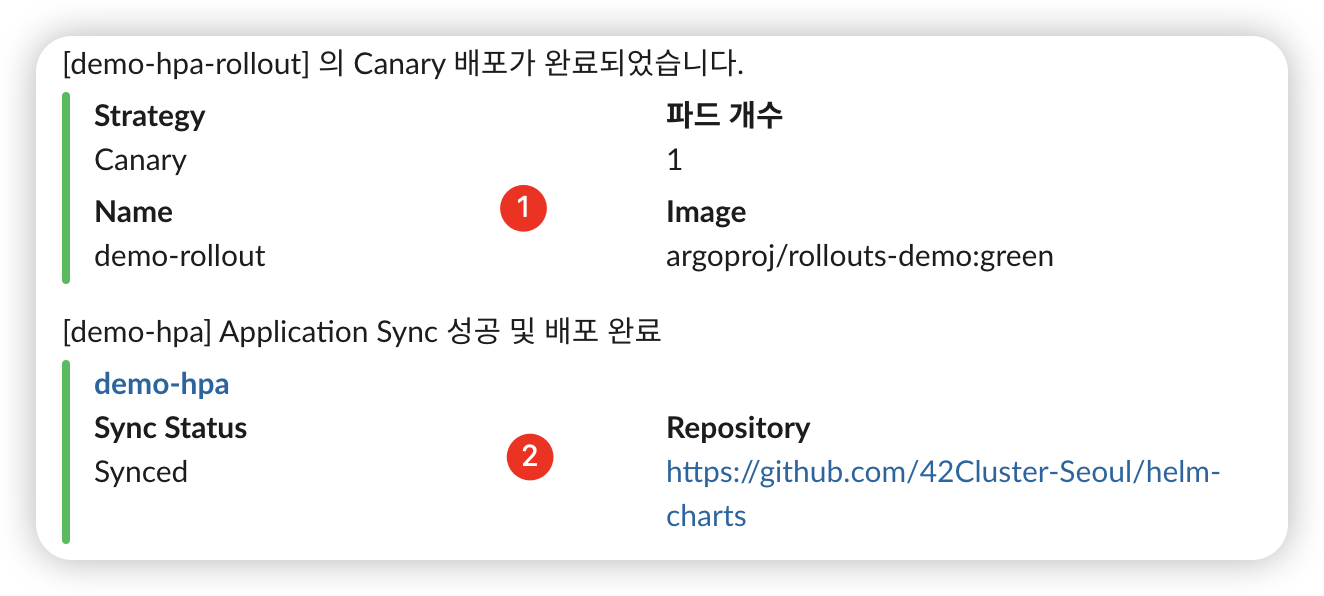 [demo-hpa-rollout] 의 Canary 배포가 완료되었습니다.
Strategy
파드 개수
Canary
1
Name
1
Image
demo-rollout
argoproj/rollouts-demo:green
[demo-hpa] Application Sync 성공 및 배포 완료
demo-hpa
Sync Status
Repository
Synced
2
https://github.com/42Cluster-Seoul/helm-
charts